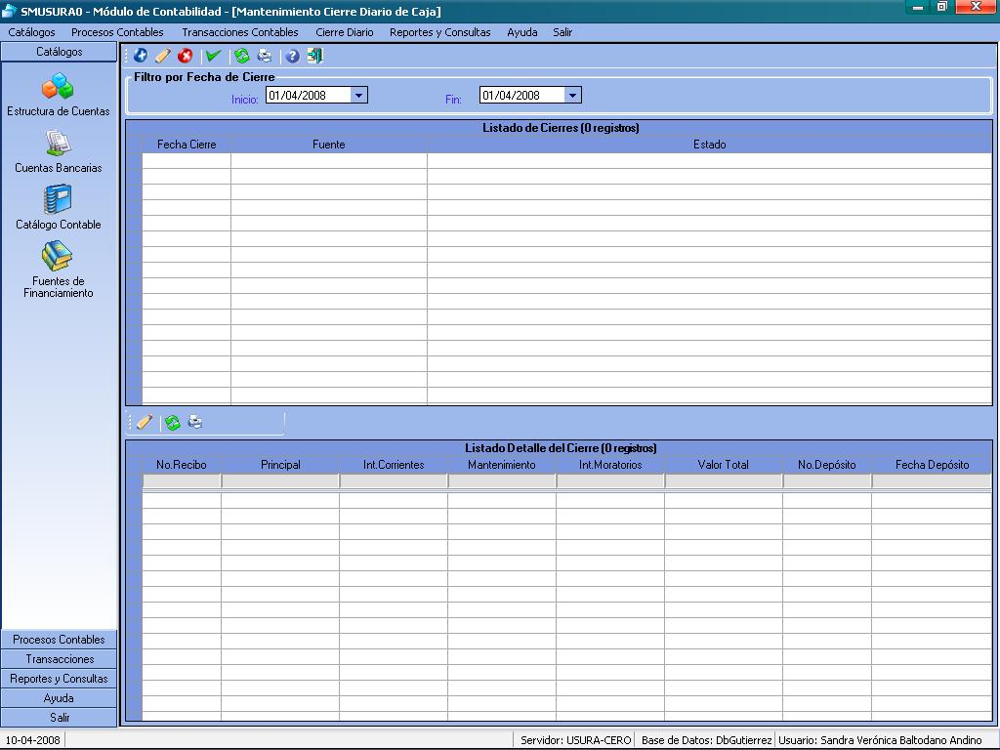 SMUSURA0 - Módulo de Contabilidad - [Mantenimiento Cierre Diario de Caja]
Catálogos Procesos Contables Transacciones Contables Cierre Diario Reportes y Consultas Ayuda Salir
Catálogos
Estructura de Cuentas
Cuentas Bancarias
Catálogo Contable
Fuentes de
Financiamiento
Procesos Contables
Transacciones
Reportes y Consultas
Ayuda
Salir
Filtro por Fecha de Cierre
Inicio: 01/04/2008 Fin: 01/04/2008
Listado de Cierres (0 registros)
Fecha Cierre Fuente Estado
Listado Detalle del Cierre (0 registros)
No.Recibo Principal Int.Corrientes Mantenimiento Int.Moratorios Valor Total No.Depósito Fecha Depósito
10-04-2008 Servidor: USURA-CERO Base de Datos: DbGutierrez Usuario: Sandra Verónica Baltodano Andino